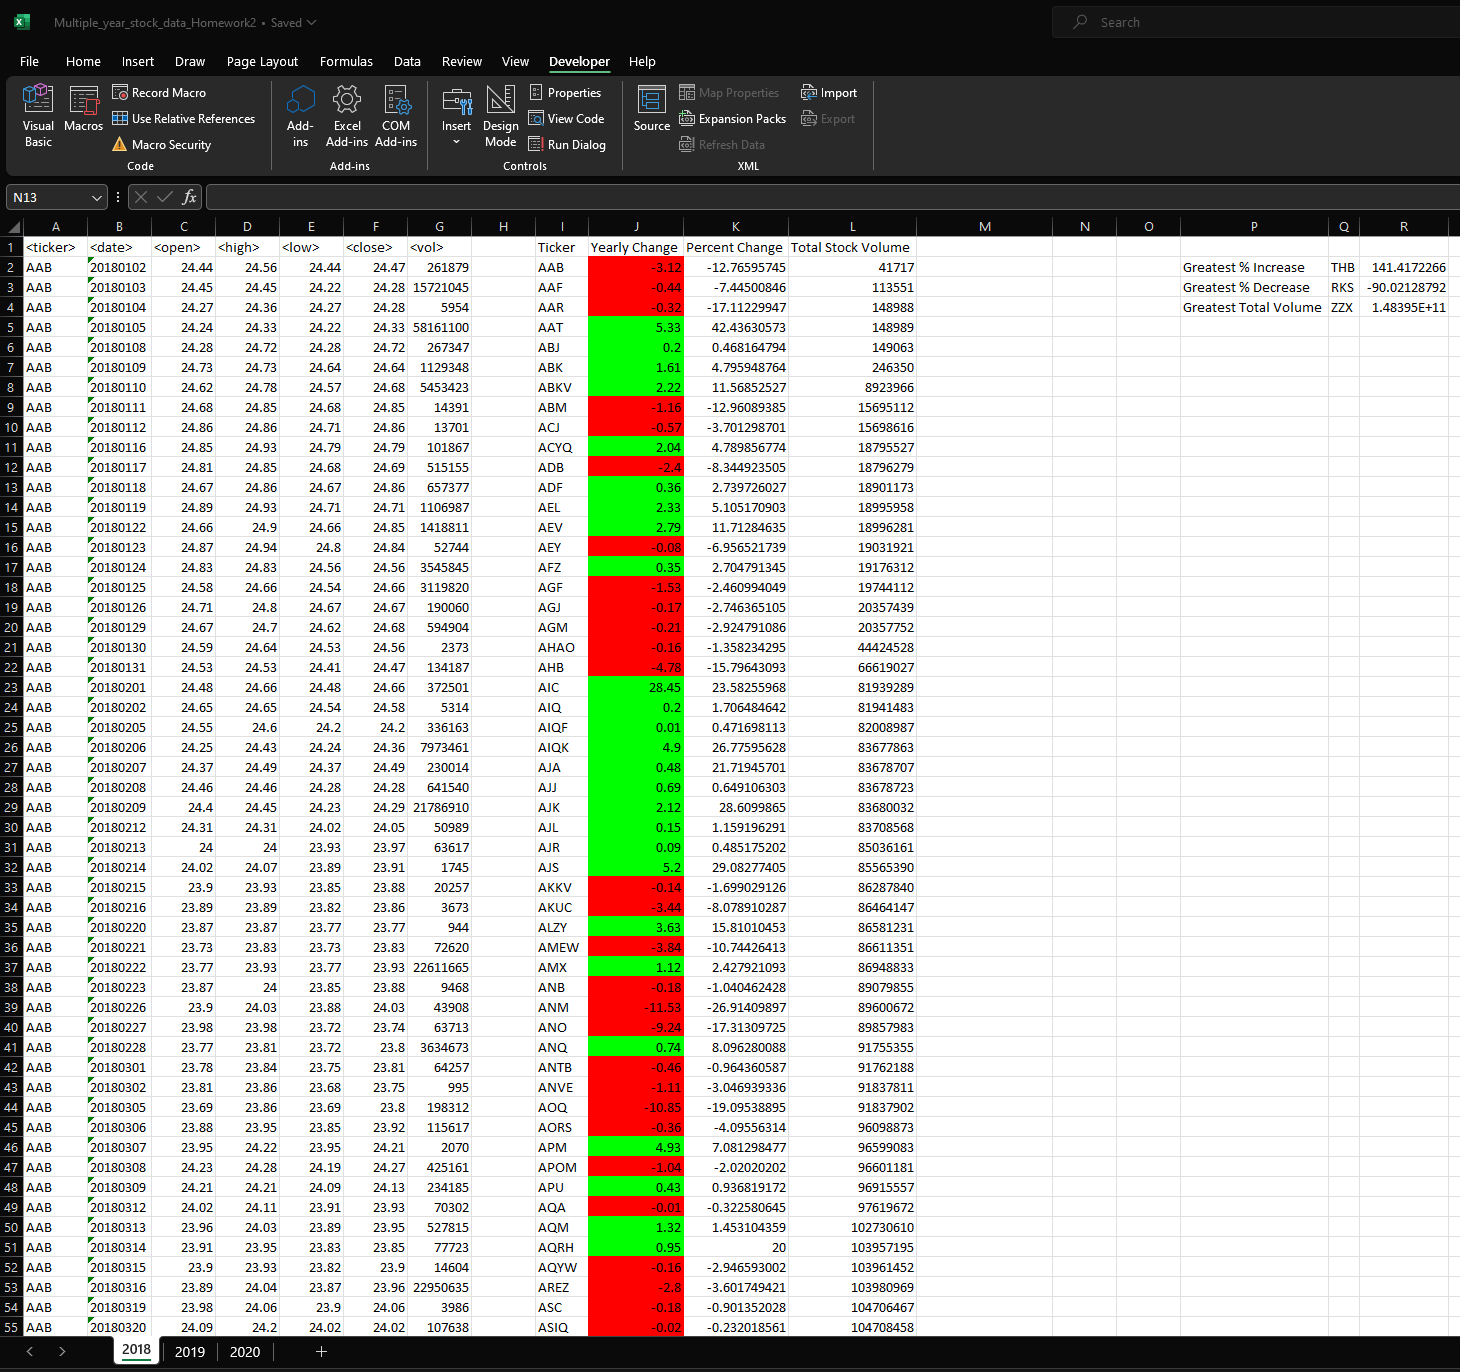 Multiple_year_stock_data_Homework2 • Saved
Search
File Home Insert Draw Page Layout Formulas Data Review View Developer Help
Visual Basic
Macros
Record Macro
Use Relative References
Macro Security
Code
Add-ins
Excel Add-ins
COM Add-ins
Add-ins
Insert
Design Mode
Properties
View Code
Run Dialog
Controls
Source
Map Properties
Expansion Packs
Refresh Data
Import
Export
XML
N13
fx
A B C D E F G H I J K L M N O P Q R
1 <ticker> <date> <open> <high> <low> <close> <vol> Ticker Yearly Change Percent Change Total Stock Volume
2 AAB 20180102 24.44 24.56 24.44 24.47 261879 AAB -3.12 -12.76595745 41717 Greatest % Increase THB 141.4172266
3 AAB 20180103 24.45 24.45 24.22 24.28 15721045 AAF -0.44 -7.44500846 113551 Greatest % Decrease RKS -90.02128792
4 AAB 20180104 24.27 24.36 24.27 24.28 5954 AAR -0.32 -17.11229947 148988 Greatest Total Volume ZZX 1.48395E+11
5 AAB 20180105 24.24 24.33 24.22 24.33 58161100 AAT 5.33 42.43630573 148989
6 AAB 20180108 24.28 24.72 24.28 24.72 267347 ABJ 0.2 0.468164794 149063
7 AAB 20180109 24.73 24.73 24.64 24.64 1129348 ABK 1.61 4.795948764 246350
8 AAB 20180110 24.62 24.78 24.57 24.68 5453423 ABKV 2.22 11.56852527 8923966
9 AAB 20180111 24.68 24.85 24.68 24.85 14391 ABM -1.16 -12.96089385 15695112
10 AAB 20180112 24.86 24.86 24.71 24.86 13701 ACJ -0.57 -3.701298701 15698616
11 AAB 20180116 24.85 24.93 24.79 24.79 101867 ACYQ 2.04 4.789856774 18795527
12 AAB 20180117 24.81 24.85 24.68 24.69 515155 ADB -2.4 -8.344923505 18796279
13 AAB 20180118 24.67 24.86 24.67 24.86 657377 ADF 0.36 2.739726027 18901173
14 AAB 20180119 24.89 24.93 24.71 24.71 1106987 AEL 2.33 5.105170903 18995958
15 AAB 20180122 24.66 24.9 24.66 24.85 1418811 AEV 2.79 11.71284635 18996281
16 AAB 20180123 24.87 24.94 24.8 24.84 52744 AEY -0.08 -6.956521739 19031921
17 AAB 20180124 24.83 24.83 24.56 24.56 3545845 AFZ 0.35 2.704791345 19176312
18 AAB 20180125 24.58 24.66 24.54 24.66 3119820 AGF -1.53 -2.460994049 19744112
19 AAB 20180126 24.71 24.8 24.67 24.67 190060 AGJ -0.17 -2.746365105 20357439
20 AAB 20180129 24.67 24.7 24.62 24.68 594904 AGM -0.21 -2.924791086 20357752
21 AAB 20180130 24.59 24.64 24.53 24.56 2373 AHAO -0.16 -1.358234295 44424528
22 AAB 20180131 24.53 24.53 24.41 24.47 134187 AHB -4.78 -15.79643093 66619027
23 AAB 20180201 24.48 24.66 24.48 24.66 372501 AIC 28.45 23.58255968 81939289
24 AAB 20180202 24.65 24.65 24.54 24.58 5314 AIQ 0.2 1.706484642 81941483
25 AAB 20180205 24.55 24.6 24.2 24.2 336163 AIQF 0.01 0.471698113 82008987
26 AAB 20180206 24.25 24.43 24.24 24.36 7973461 AIQK 4.9 26.77595628 83677863
27 AAB 20180207 24.37 24.49 24.37 24.49 230014 AJA 0.48 21.71945701 83678707
28 AAB 20180208 24.46 24.46 24.28 24.28 641540 AJJ 0.69 0.649106303 83678723
29 AAB 20180209 24.4 24.45 24.23 24.29 21786910 AJK 2.12 28.6099865 83680032
30 AAB 20180212 24.31 24.31 24.02 24.05 50989 AJL 0.15 1.159196291 83708568
31 AAB 20180213 24 24 23.93 23.97 63617 AJR 0.09 0.485175202 85036161
32 AAB 20180214 24.02 24.07 23.89 23.91 1745 AJS 5.2 29.08277405 85565390
33 AAB 20180215 23.9 23.93 23.85 23.88 20257 AKKV -0.14 -1.699029126 86287840
34 AAB 20180216 23.89 23.89 23.82 23.86 3673 AKUC -3.44 -8.078910287 86464147
35 AAB 20180220 23.87 23.87 23.77 23.77 944 ALZY 3.63 15.81010453 86581231
36 AAB 20180221 23.73 23.83 23.73 23.83 72620 AMEW -3.84 -10.74426413 86611351
37 AAB 20180222 23.77 23.93 23.77 23.93 22611665 AMX 1.12 2.427921093 86948833
38 AAB 20180223 23.87 24 23.85 23.88 9468 ANB -0.18 -1.040462428 89079855
39 AAB 20180226 23.9 24.03 23.88 24.03 43908 ANM -11.53 -26.91409897 89600672
40 AAB 20180227 23.98 23.98 23.72 23.74 63713 ANO -9.24 -17.31309725 89857983
41 AAB 20180228 23.77 23.81 23.72 23.8 3634673 ANQ 0.74 8.096280088 91755355
42 AAB 20180301 23.78 23.84 23.75 23.81 64257 ANTB -0.46 -0.964360587 91762188
43 AAB 20180302 23.81 23.86 23.68 23.75 995 ANVE -1.11 -3.046939336 91837811
44 AAB 20180305 23.69 23.86 23.69 23.8 198312 AOQ -10.85 -19.09538895 91837902
45 AAB 20180306 23.88 23.95 23.85 23.92 115617 AORS -0.36 -4.09556314 96098873
46 AAB 20180307 23.95 24.22 23.95 24.21 2070 APM 4.93 7.081298477 96599083
47 AAB 20180308 24.23 24.28 24.19 24.27 425161 APOM -1.04 -2.02020202 96601181
48 AAB 20180309 24.21 24.21 24.09 24.13 234185 APU 0.43 0.936819172 96915557
49 AAB 20180312 24.02 24.11 23.91 23.93 70302 AQA -0.01 -0.322580645 97619672
50 AAB 20180313 23.96 24.03 23.89 23.95 527815 AQM 1.32 1.453104359 102730610
51 AAB 20180314 23.91 23.95 23.83 23.85 77723 AQRH 0.95 20 103957195
52 AAB 20180315 23.9 23.93 23.82 23.9 14604 AQYW -0.16 -2.946593002 103961452
53 AAB 20180316 23.89 24.04 23.87 23.96 22950635 AREZ -2.8 -3.601749421 103980969
54 AAB 20180319 23.98 24.06 23.9 24.06 3986 ASC -0.18 -0.901352028 104706467
55 AAB 20180320 24.09 24.2 24.02 24.02 107638 ASIQ -0.02 -0.232018561 104708458
2018 2019 2020